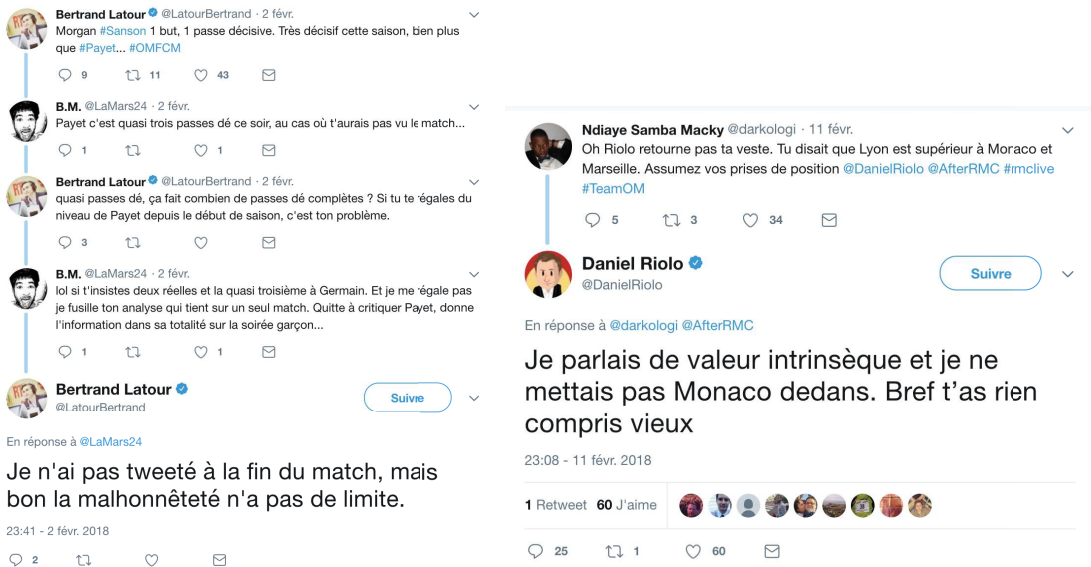 Bertrand Latour @LatourBertrand · 2 févr.
Morgan #Sanson 1 but, 1 passe décisive. Très décisif cette saison, bien plus
que #Payet... #OMFCM
9 11 43
B.M. @LaMars24 · 2 févr.
Payet c'est quasi trois passes dé ce soir, au cas où t'aurais pas vu le match...
1 1
Bertrand Latour @LatourBertrand · 2 févr.
quasi passes dé, ça fait combien de passes dé complètes ? Si tu te régales du
niveau de Payet depuis le début de saison, c'est ton problème.
3
B.M. @LaMars24 · 2 févr.
lol si t'insistes deux réelles et la quasi troisième à Germain. Et je me régale pas
je fusille ton analyse qui tient sur un seul match. Quitte à critiquer Payet, donne
l'information dans sa totalité sur la soirée garçon...
1 1
Bertrand Latour
@LatourBertrand
Suivre
En réponse à @LaMars24
Je n'ai pas tweeté à la fin du match, mais
bon la malhonnêteté n'a pas de limite.
23:41 - 2 févr. 2018
2
Ndiaye Samba Macky @darkologi · 11 févr.
Oh Riolo retourne pas ta veste. Tu disait que Lyon est supérieur à Monaco et
Marseille. Assumez vos prises de position @DanielRiolo @AfterRMC #rmclive
#TeamOM
5 3 34
Daniel Riolo
@DanielRiolo
Suivre
En réponse à @darkologi @AfterRMC
Je parlais de valeur intrinsèque et je ne
mettais pas Monaco dedans. Bref t'as rien
compris vieux
23:08 - 11 févr. 2018
1 Retweet 60 J'aime
25 1 60